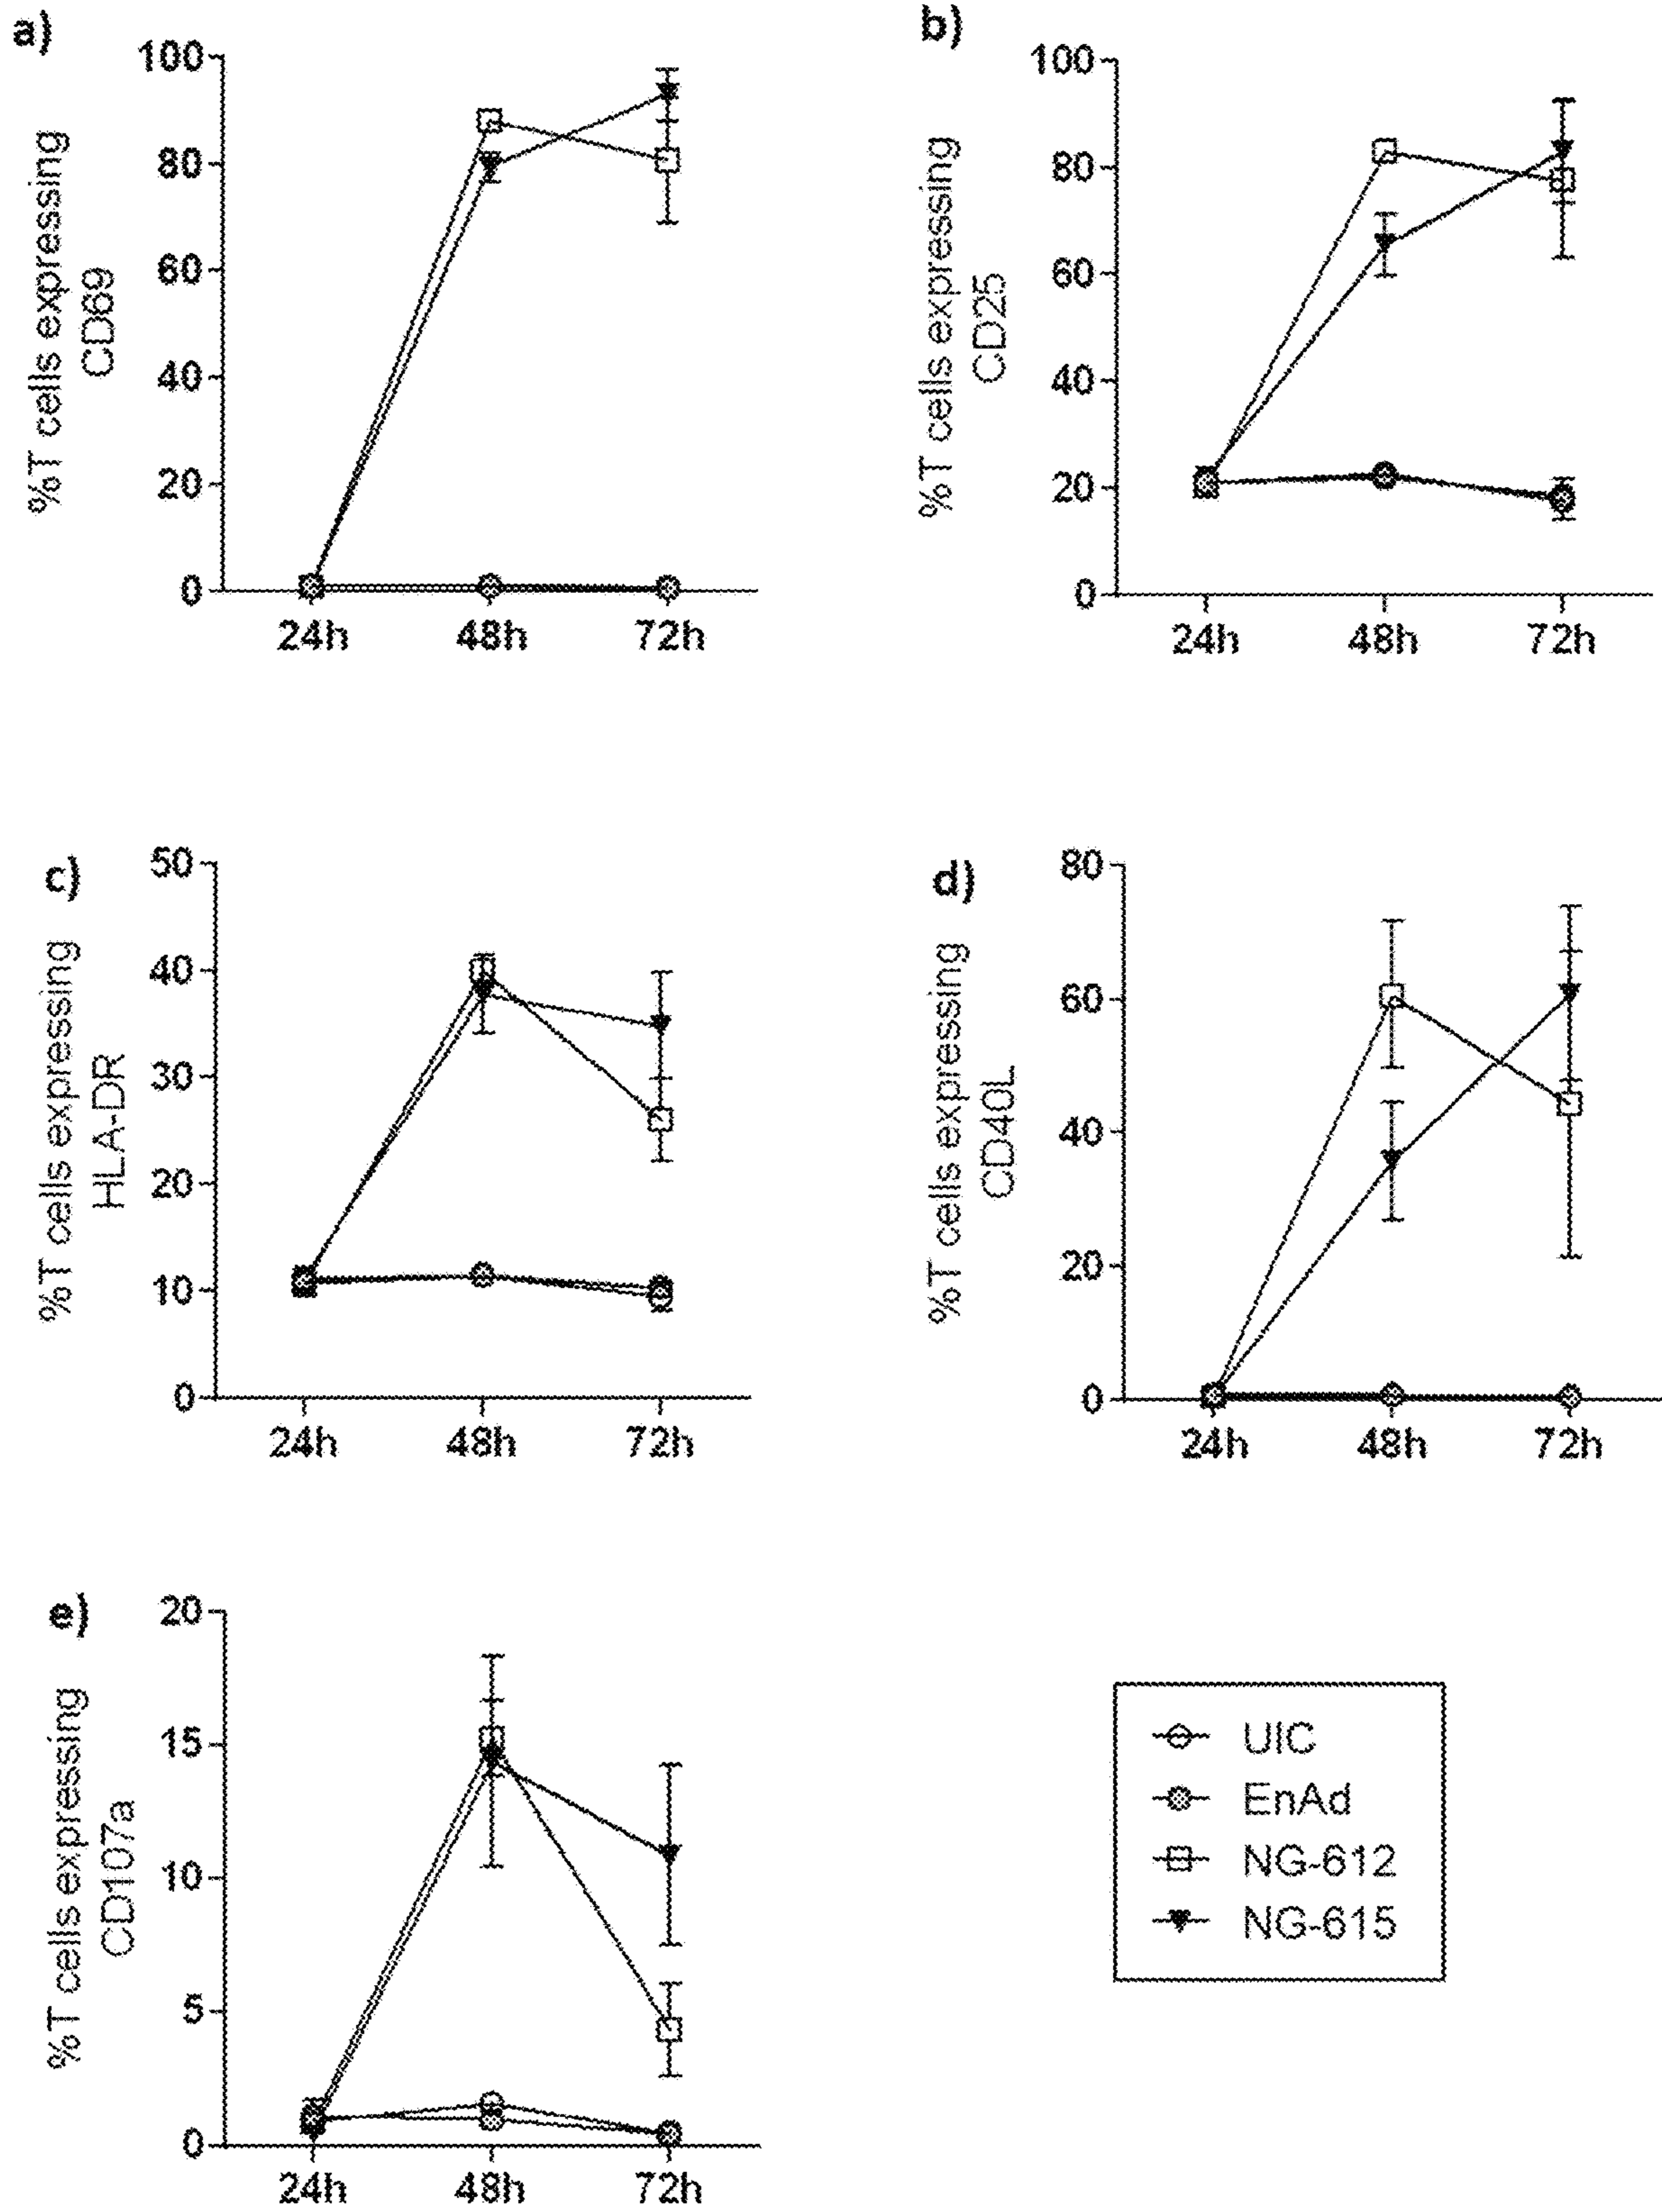 a)
%T cells expressing
CD69
100
80
60
40
20
0
24h 48h 72h
b)
%T cells expressing
CD25
100
80
60
40
20
0
24h 48h 72h
c)
%T cells expressing
HLA-DR
50
40
30
20
10
0
24h 48h 72h
d)
%T cells expressing
CD40L
80
60
40
20
0
24h 48h 72h
e)
%T cells expressing
CD107a
20
15
10
5
0
24h 48h 72h
UIC
EnAd
NG-612
NG-615